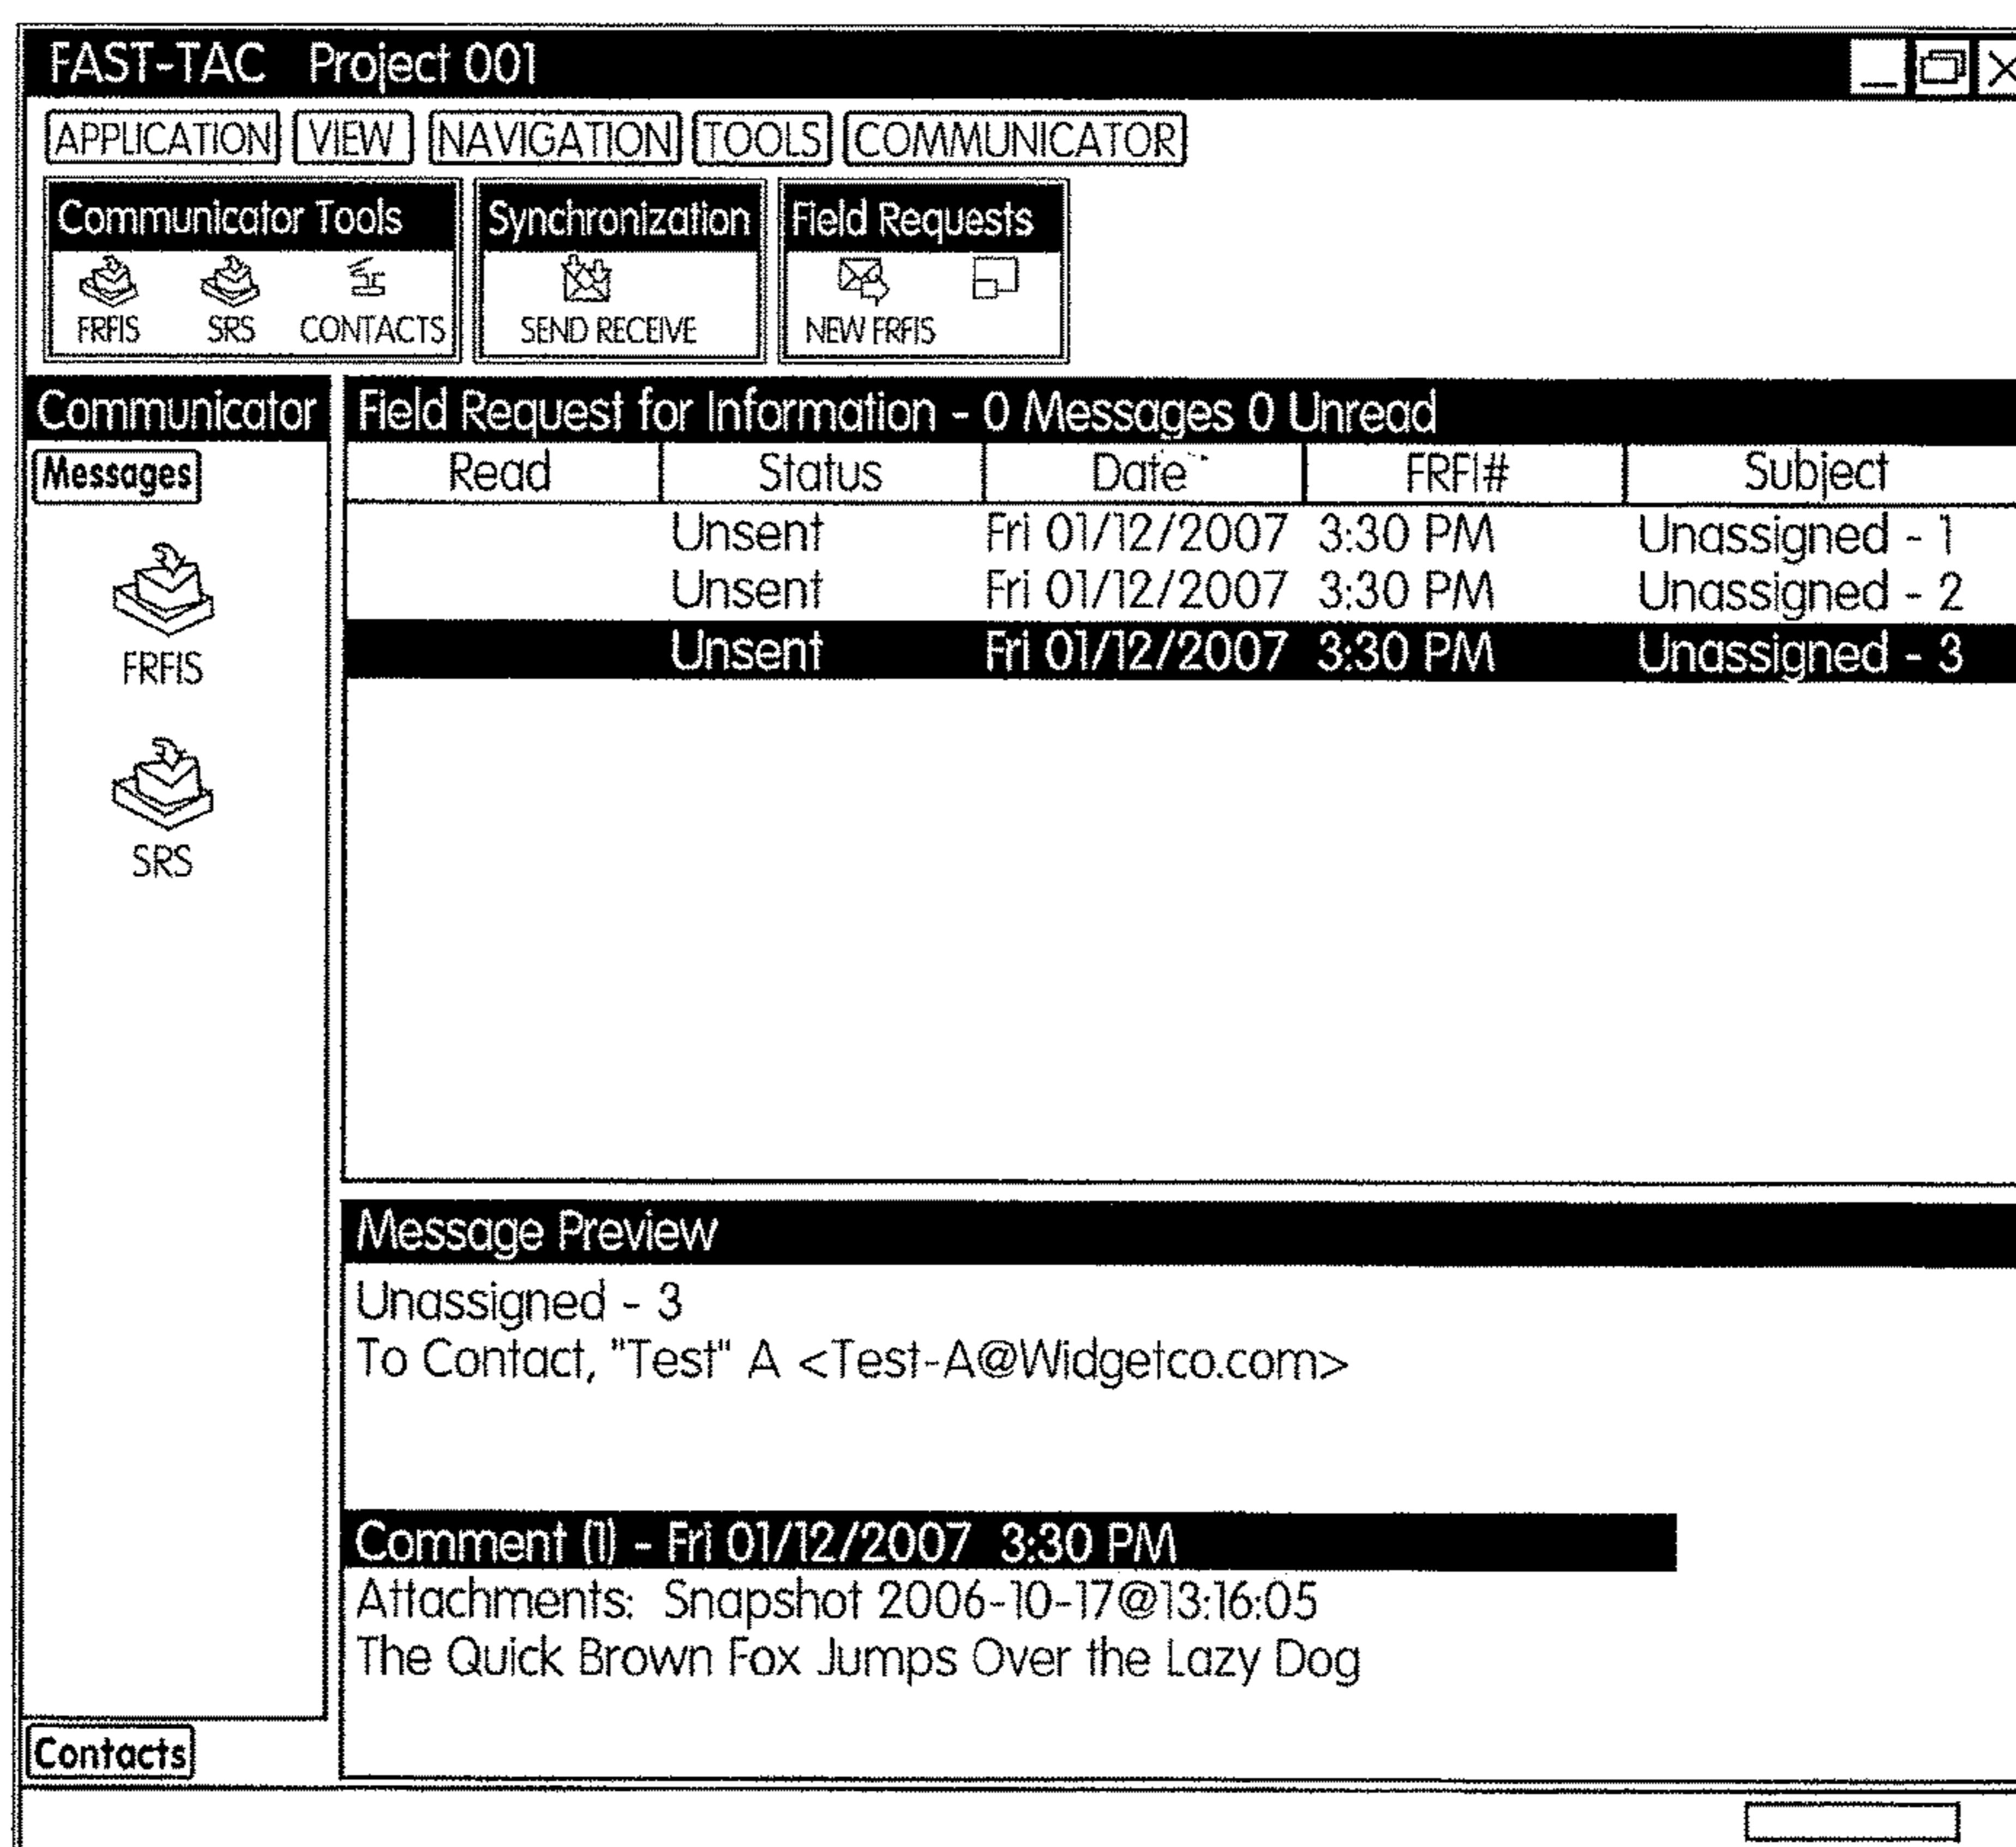 FAST-TAC Project 001
APPLICATION VIEW NAVIGATION TOOLS COMMUNICATOR
Communicator Tools Synchronization Field Requests
FRFIS SRS CONTACTS SEND RECEIVE NEW FRFIS
Communicator Field Request for Information - 0 Messages 0 Unread
Messages Read Status Date FRFI# Subject
Unsent Fri 01/12/2007 3:30 PM Unassigned - 1
Unsent Fri 01/12/2007 3:30 PM Unassigned - 2
Unsent Fri 01/12/2007 3:30 PM Unassigned - 3
FRFIS
SRS
Message Preview
Unassigned - 3
To Contact, "Test" A <Test-A@Widgetco.com>
Comment (1) - Fri 01/12/2007 3:30 PM
Attachments: Snapshot 2006-10-17@13:16:05
The Quick Brown Fox Jumps Over the Lazy Dog
Contacts